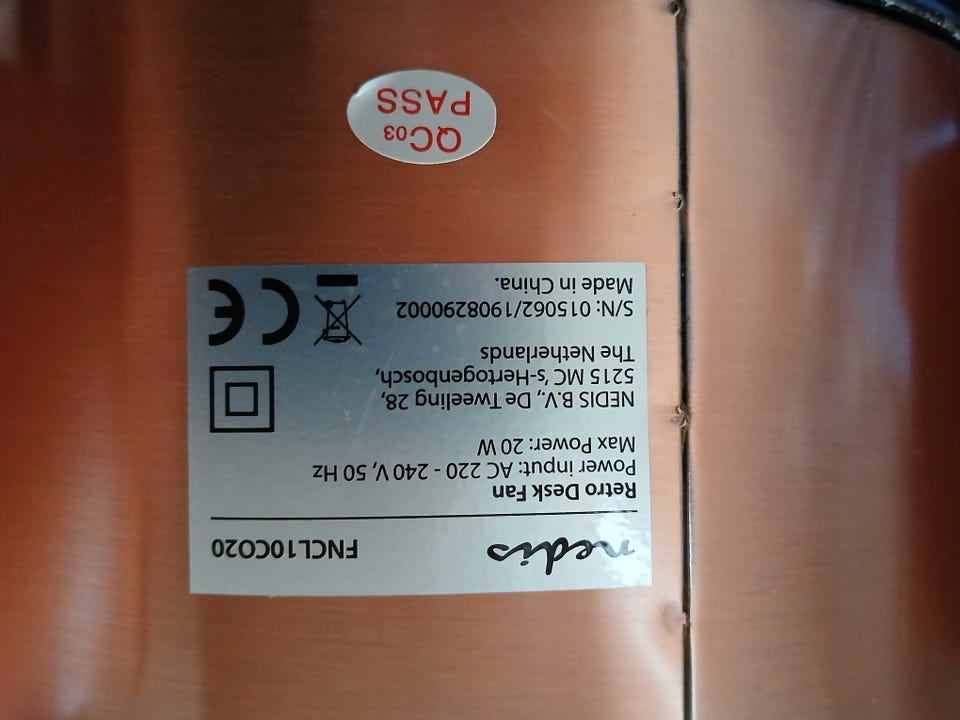 nedis FNCL10CO20
Retro Desk Fan
Power input: AC 220 - 240 V, 50 Hz
Max Power: 20 W
NEDIS B.V., De Tweeling 28,
5215 MC 's-Hertogenbosch,
The Netherlands
S/N: 015062/1908290002
Made in China.
CE
QC03
PASS